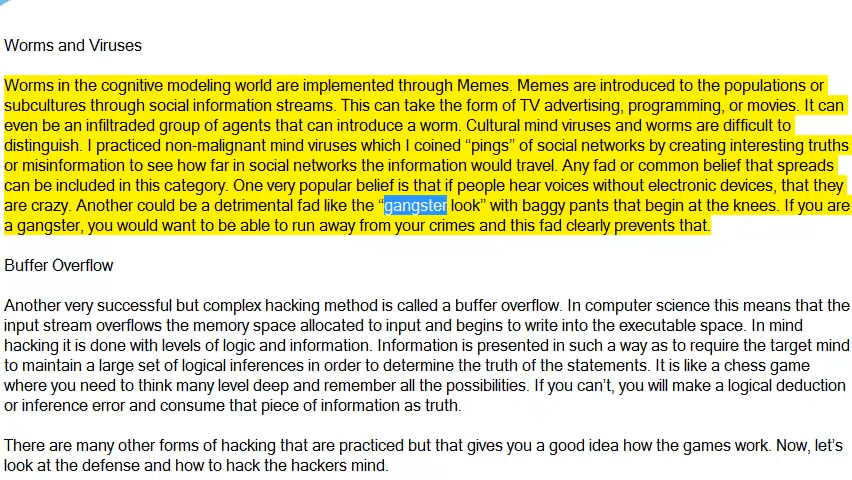 Worms and Viruses
Worms in the cognitive modeling world are implemented through Memes. Memes are introduced to the populations or
subcultures through social information streams. This can take the form of TV advertising, programming, or movies. It can
even be an infiltraded group of agents that can introduce a worm. Cultural mind viruses and worms are difficult to
distinguish. I practiced non-malignant mind viruses which I coined “pings” of social networks by creating interesting truths
or misinformation to see how far in social networks the information would travel. Any fad or common belief that spreads
can be included in this category. One very popular belief is that if people hear voices without electronic devices, that they
are crazy. Another could be a detrimental fad like the “gangster look” with baggy pants that begin at the knees. If you are
a gangster, you would want to be able to run away from your crimes and this fad clearly prevents that.
Buffer Overflow
Another very successful but complex hacking method is called a buffer overflow. In computer science this means that the
input stream overflows the memory space allocated to input and begins to write into the executable space. In mind
hacking it is done with levels of logic and information. Information is presented in such a way as to require the target mind
to maintain a large set of logical inferences in order to determine the truth of the statements. It is like a chess game
where you need to think many level deep and remember all the possibilities. If you can’t, you will make a logical deduction
or inference error and consume that piece of information as truth.
There are many other forms of hacking that are practiced but that gives you a good idea how the games work. Now, let’s
look at the defense and how to hack the hackers mind.